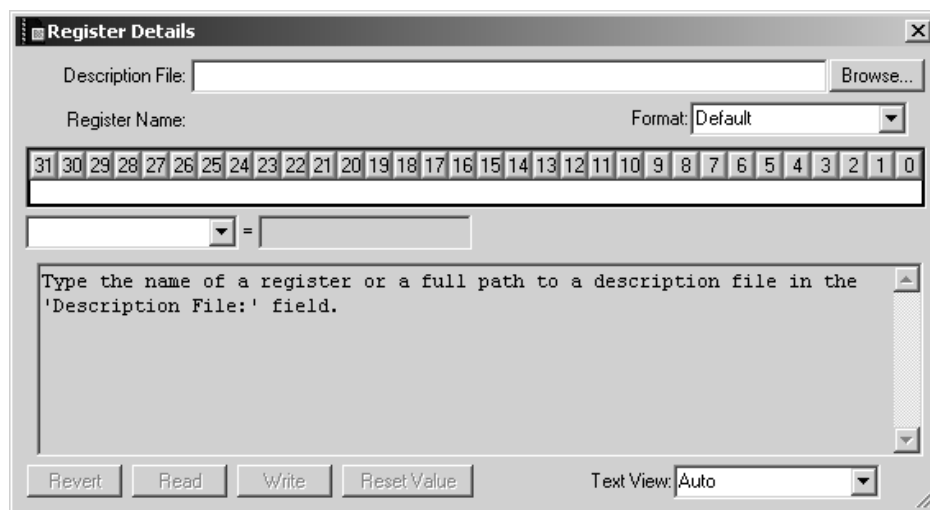 Register Details
Description File: Browse...
Register Name: Format: Default
31 30 29 28 27 26 25 24 23 22 21 20 19 18 17 16 15 14 13 12 11 10 9 8 7 6 5 4 3 2 1 0
=
Type the name of a register or a full path to a description file in the
'Description File:' field.
Revert Read Write Reset Value Text View: Auto